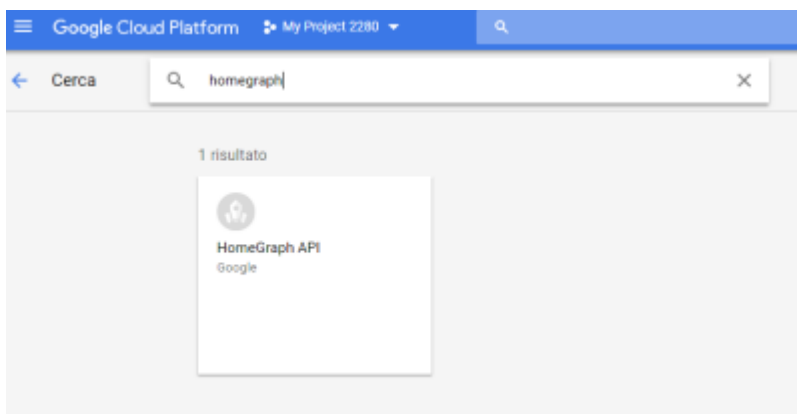 Google Cloud Platform My Project 2280
Cerca homegraph
1 risultato
HomeGraph API
Google